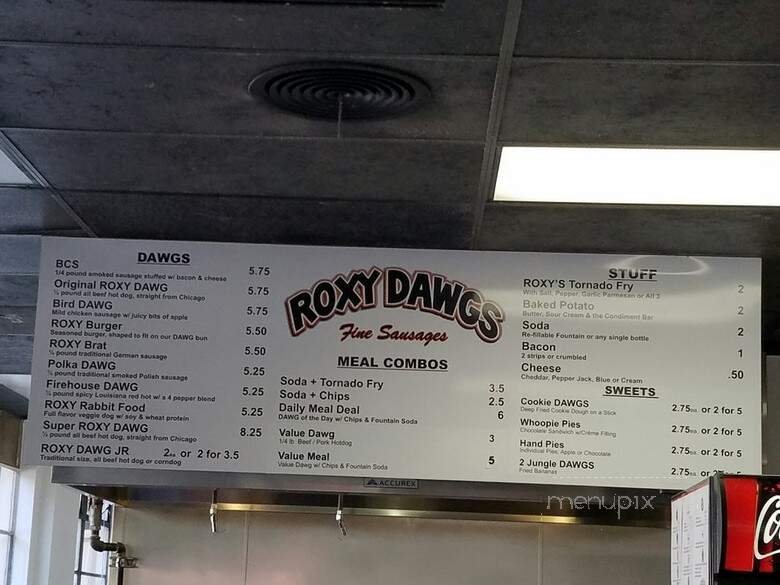 DAWGS
BCS 5.75
1/4 pound smoked sausage stuffed w/ bacon & cheese
Original ROXY DAWG 5.75
¼ pound all beef hot dog, straight from Chicago
Bird DAWG 5.75
Mild chicken sausage w/ juicy bits of apple
ROXY Burger 5.50
Seasoned burger, shaped to fit on our DAWG bun
ROXY Brat 5.50
¼ pound traditional German sausage
Polka DAWG 5.25
¼ pound traditional smoked Polish sausage
Firehouse DAWG 5.25
¼ pound spicy Louisiana red hot w/ a 4 pepper blend
ROXY Rabbit Food 5.25
Full flavor veggie dog w/ soy & wheat protein
Super ROXY DAWG 8.25
½ pound all beef hot dog, straight from Chicago
ROXY DAWG JR 2ea. or 2 for 3.5
Traditional size, all beef hot dog or corndog
ROXY DAWGS
Fine Sausages
MEAL COMBOS
Soda + Tornado Fry 3.5
Soda + Chips 2.5
Daily Meal Deal 6
DAWG of the Day w/ Chips & Fountain Soda
Value Dawg 3
1/4 lb. Beef / Pork Hotdog
Value Meal 5
Value Dawg w/ Chips & Fountain Soda
STUFF
ROXY'S Tornado Fry 2
With Salt, Pepper, Garlic Parmesan or All 3
Baked Potato 2
Butter, Sour Cream & the Condiment Bar
Soda 2
Re-fillable Fountain or any single bottle
Bacon 1
2 strips or crumbled
Cheese .50
Cheddar, Pepper Jack, Blue or Cream
SWEETS
Cookie DAWGS 2.75ea. or 2 for 5
Deep Fried Cookie Dough on a Stick
Whoopie Pies 2.75ea. or 2 for 5
Chocolate Sandwich w/Crème Filling
Hand Pies 2.75ea. or 2 for 5
Individual Pies, Apple or Chocolate
2 Jungle DAWGS 2.75ea. or 2 for 5
Fried Bananas
ACCUREX
menupix